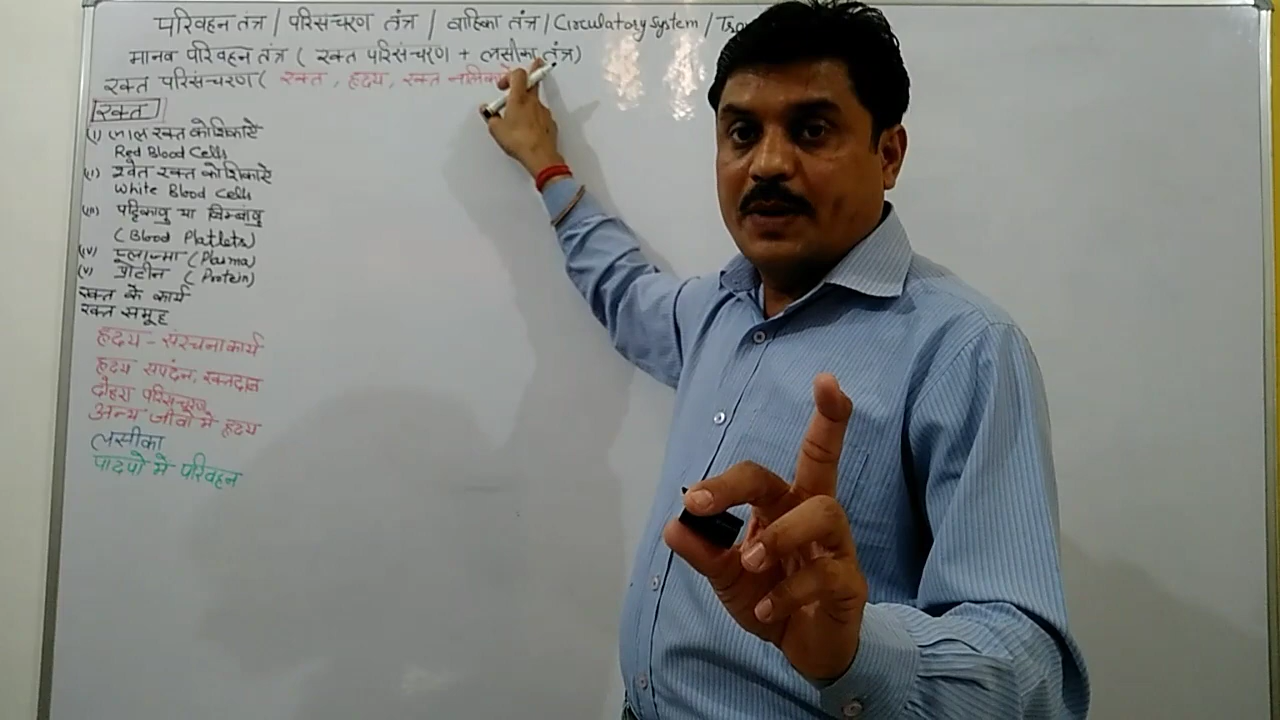 परिवहन तंत्र / परिसंचरण तंत्र / वाहिका तंत्र / Circulatory System /
मानव परिवहन तंत्र ( रक्त परिसंचरण + लसीका तंत्र)
रक्त परिसंचरण ( रक्त , हृदय , रक्त
रक्त
(i) लाल रक्त कोशिकाऐ
Red Blood Cells
(ii) श्वेत रक्त कोशिकाऐ
White Blood Cells
(iii) पट्टिकाणु या बिम्बाणु
(Blood Platlets)
(iv) प्लाज्मा (Plasma)
(v) प्रोटीन (Protein)
रक्त के कार्य
रक्त समूह
हृदय - संरचना कार्य
हृदय स्पंदन, रक्तदाब
दोहरा परिसंचरण
अन्य जीवो मे हृदय
लसीका
पादपो मे परिवहन